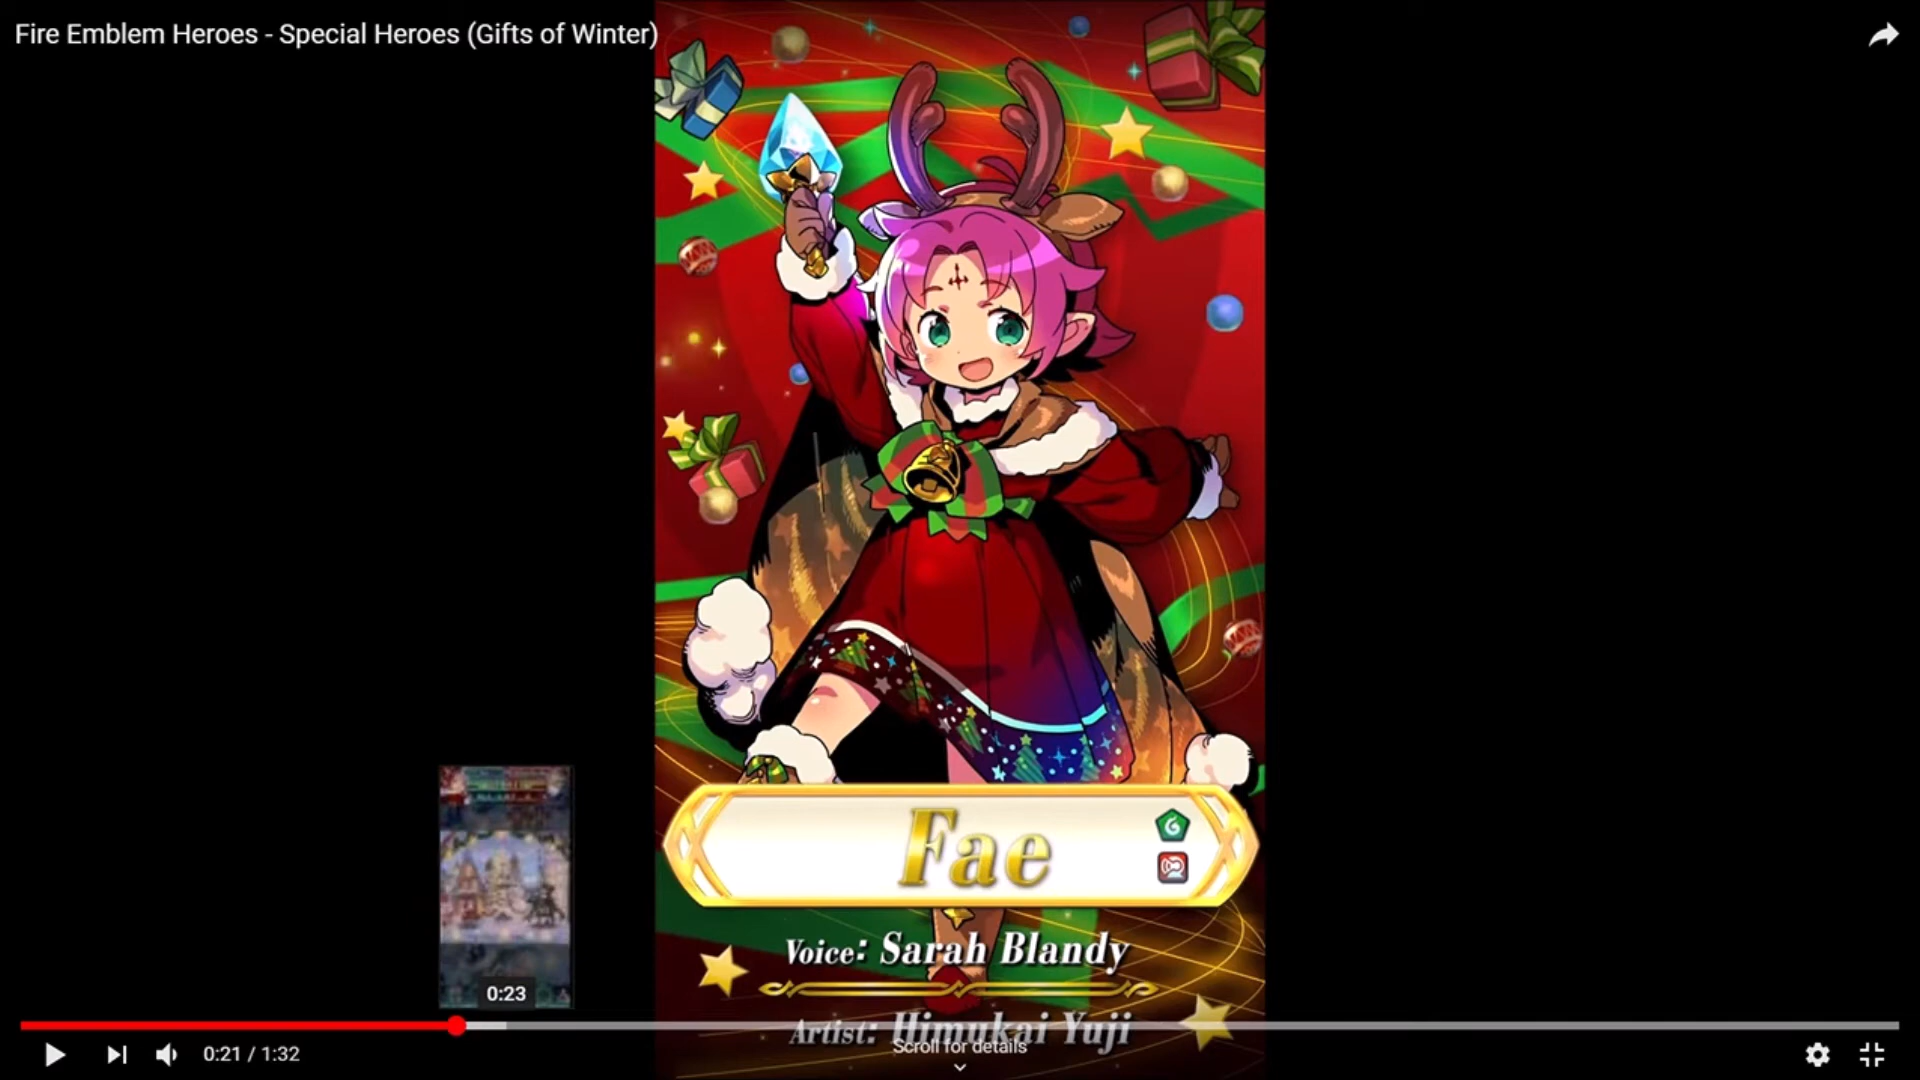 Fire Emblem Heroes - Special Heroes (Gifts of Winter)
Fae
Voice: Sarah Blandy
Artist: Himukai Yuji
Scroll for details
0:23
0:21 / 1:32